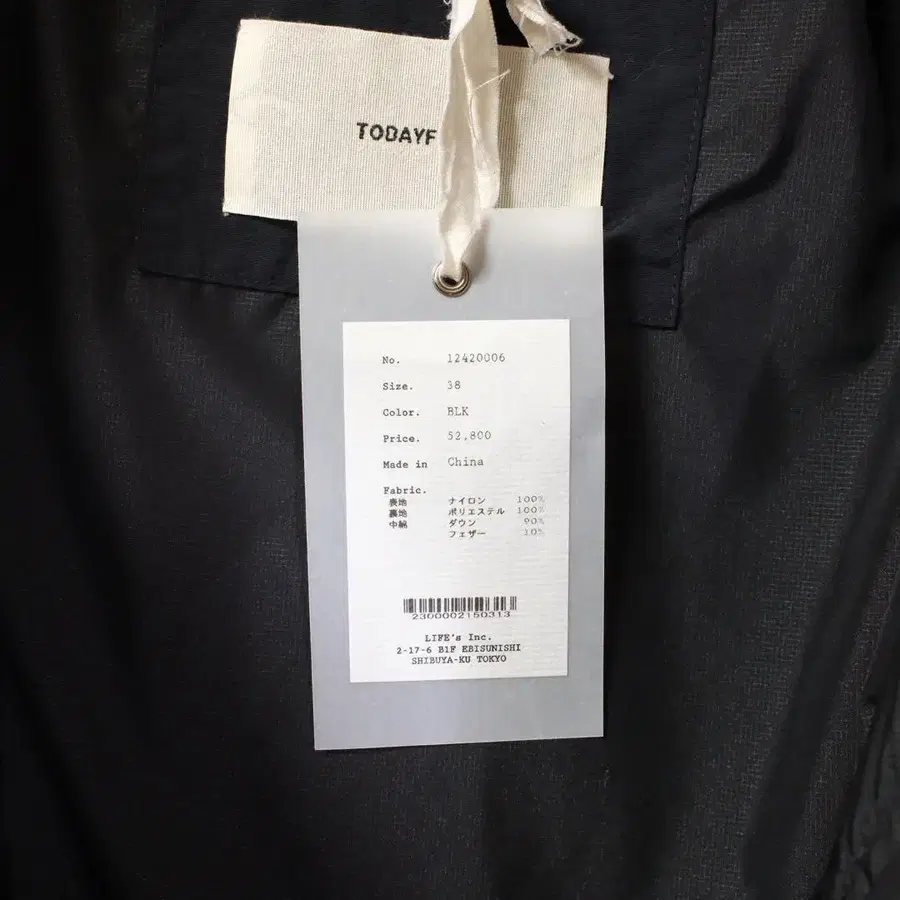 TODAYF
No. 12420006
Size. 38
Color. BLK
Price. 52,800
Made in China
Fabric.
表地 ナイロン 100%
裏地 ポリエステル 100%
中綿 ダウン 90%
フェザー 10%
2300002150313
LIFE's Inc.
2-17-6 B1F EBISUNISHI
SHIBUYA-KU TOKYO